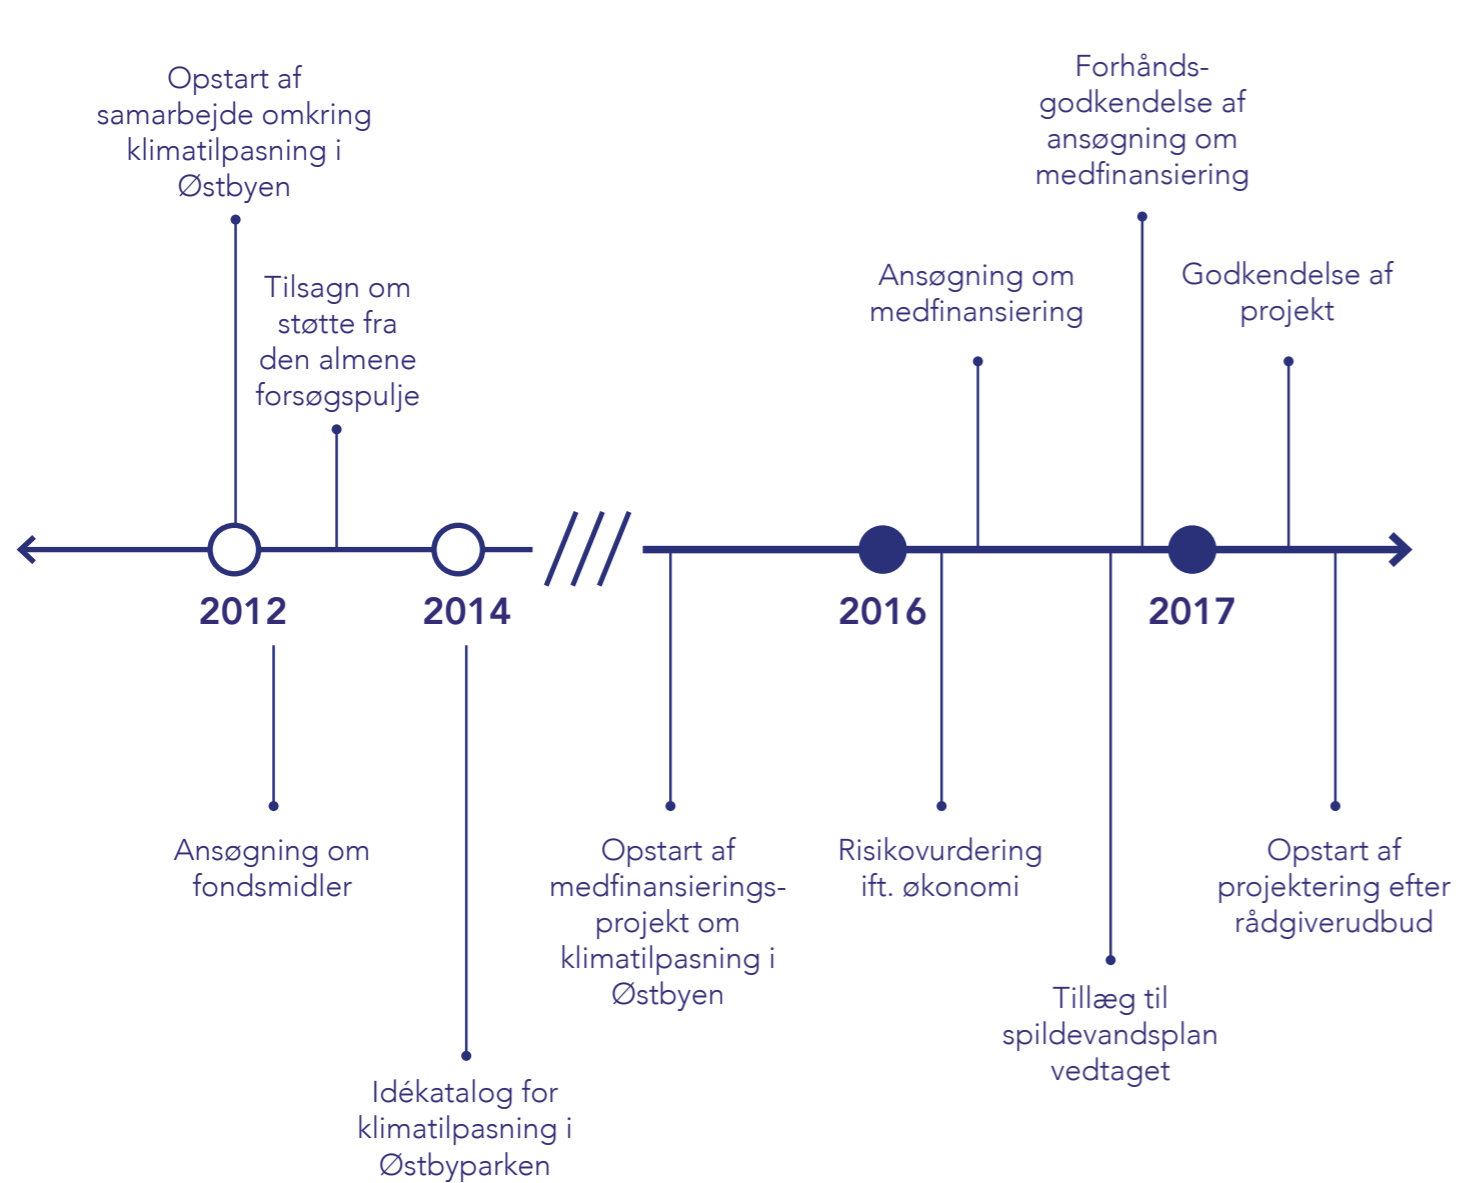 Opstart af
samarbejde omkring
klimatilpasning i
Østbyen
Tilsagn om
støtte fra
den almene
forsøgspulje
Forhånds-
godkendelse af
ansøgning om
medfinansiering
Ansøgning om
medfinansiering
Godkendelse af
projekt
2012
2014
2016
2017
Ansøgning om
fondsmidler
Idékatalog for
klimatilpasning i
Østbyparken
Opstart af
medfinansierings-
projekt om
klimatilpasning i
Østbyen
Risikovurdering
ift. økonomi
Tillæg til
spildevandsplan
vedtaget
Opstart af
projektering efter
rådgiverudbud